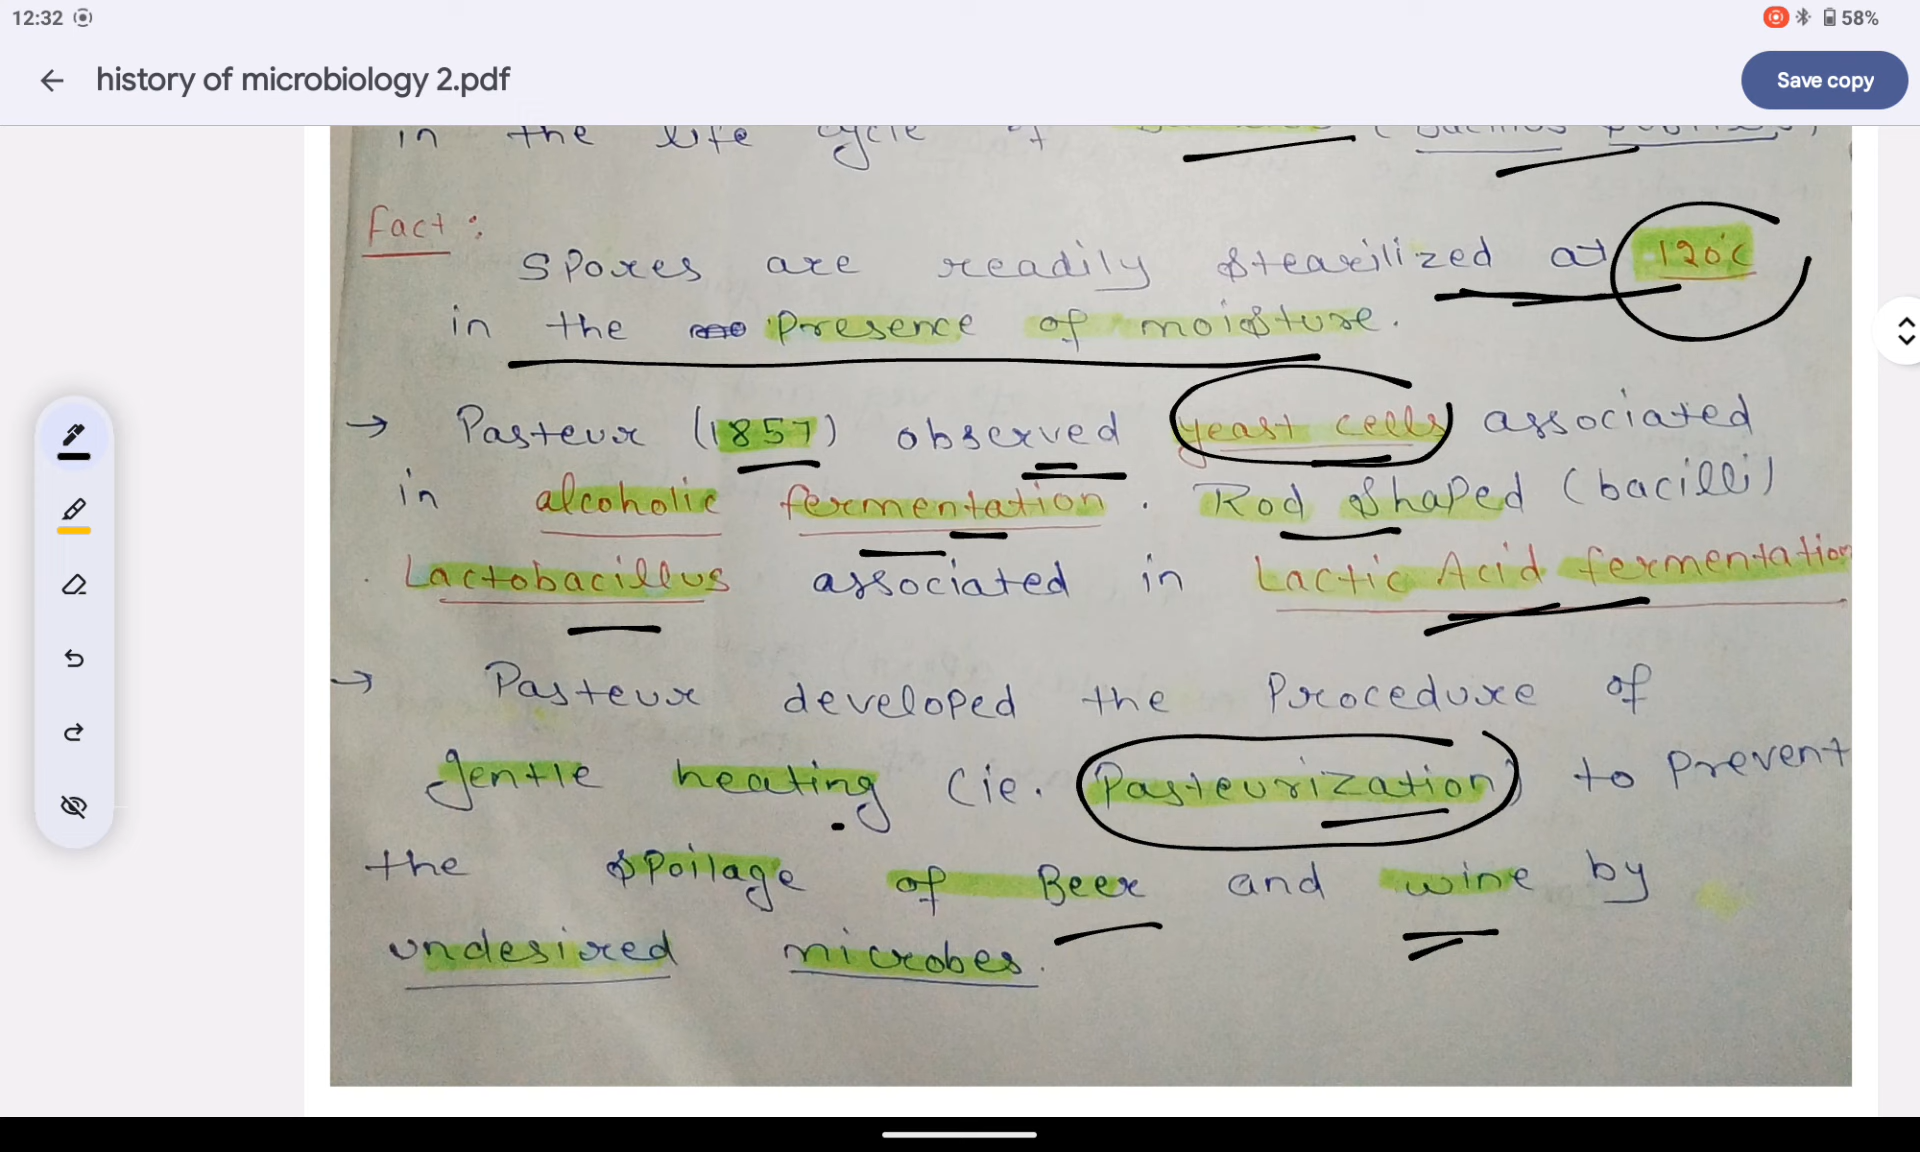 12:32
58%
history of microbiology 2.pdf
Save copy
in the life cycle of
Fact :
Spores are readily stearilized at 120°C
in the presence of moisture.
→ Pasteur (1857) observed yeast cells associated
in alcoholic fermentation. Rod shaped (bacilli)
Lactobacillus associated in Lactic Acid fermentation
→ Pasteur developed the Procedure of
gentle heating (ie. Pasteurization) to prevent
the spoilage of Beer and wine by
undesired microbes.